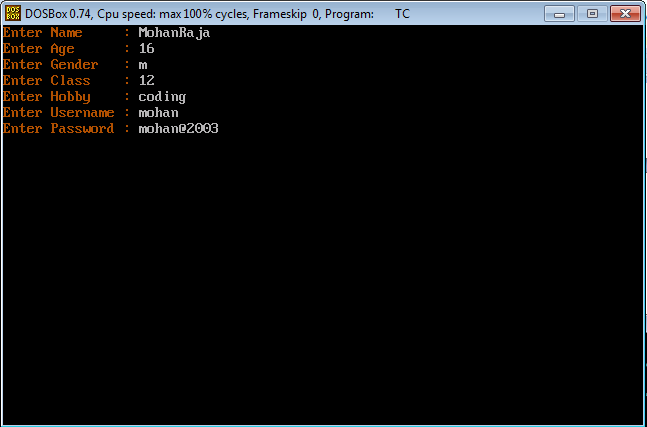 DOSBox 0.74, Cpu speed: max 100% cycles, Frameskip 0, Program: TC
Enter Name : MohanRaja
Enter Age : 16
Enter Gender : m
Enter Class : 12
Enter Hobby : coding
Enter Username : mohan
Enter Password : mohan@2003